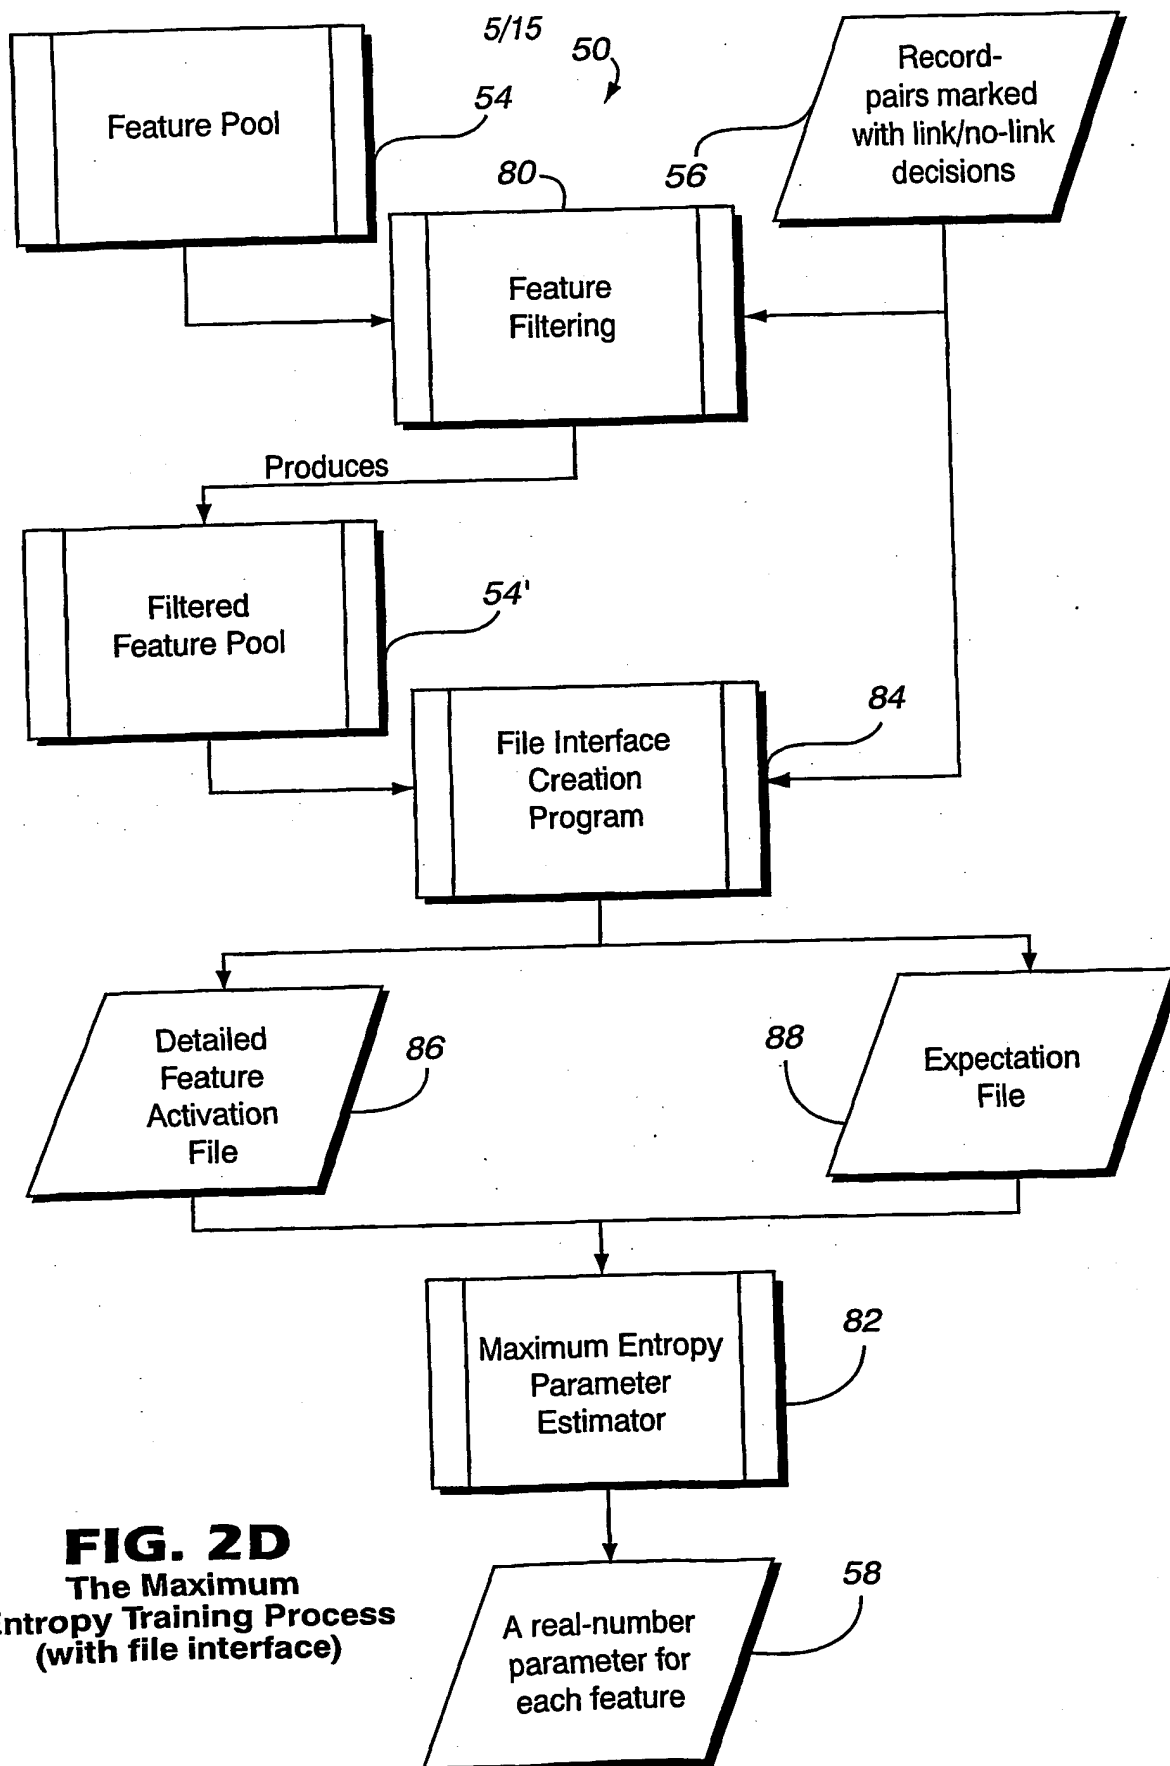 5/15
50
Feature Pool
54
Record-
pairs marked
with link/no-link
decisions
56
80
Feature
Filtering
Produces
Filtered
Feature Pool
54'
File Interface
Creation
Program
84
Detailed
Feature
Activation
File
86
88
Expectation
File
Maximum Entropy
Parameter
Estimator
82
FIG. 2D
The Maximum
Entropy Training Process
(with file interface)
A real-number
parameter for
each feature
58